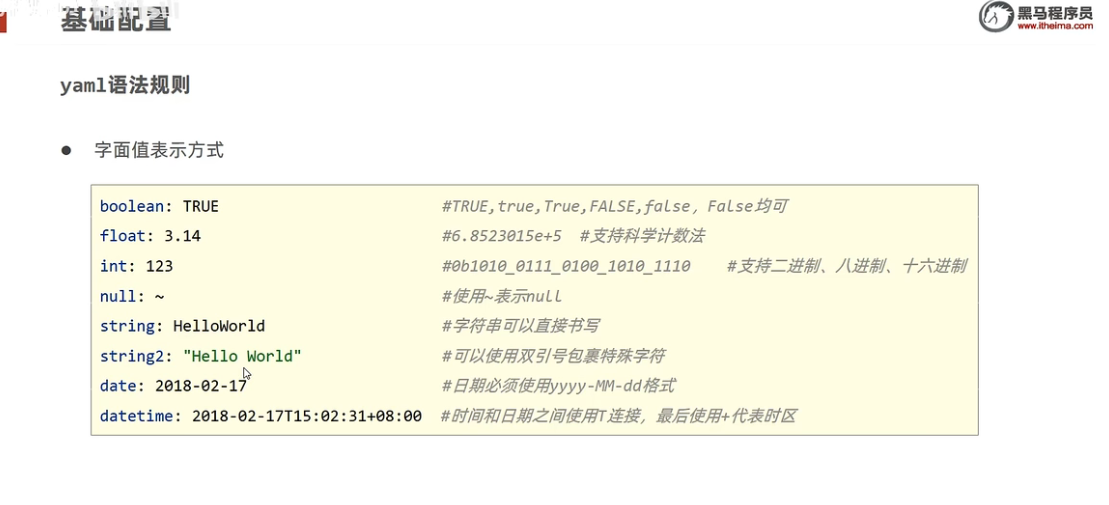 基础配置
黑马程序员
www.itheima.com
yaml语法规则
● 字面值表示方式
boolean: TRUE #TRUE,true,True,FALSE,false，False均可
float: 3.14 #6.8523015e+5 #支持科学计数法
int: 123 #0b1010_0111_0100_1010_1110 #支持二进制、八进制、十六进制
null: ~ #使用~表示null
string: HelloWorld #字符串可以直接书写
string2: "Hello World" #可以使用双引号包裹特殊字符
date: 2018-02-17 #日期必须使用yyyy-MM-dd格式
datetime: 2018-02-17T15:02:31+08:00 #时间和日期之间使用T连接，最后使用+代表时区